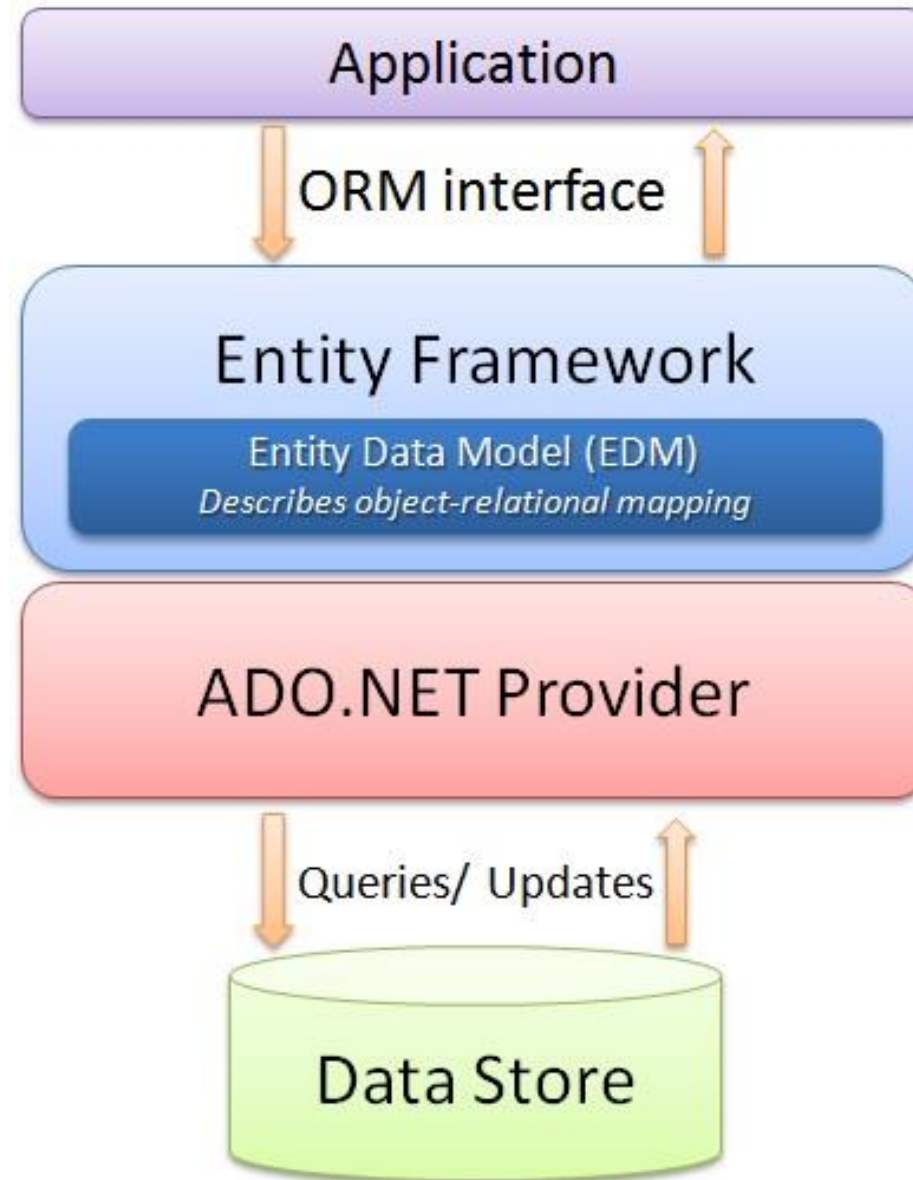 Application
ORM interface
Entity Framework
Entity Data Model (EDM)
Describes object-relational mapping
ADO.NET Provider
Queries/ Updates
Data Store